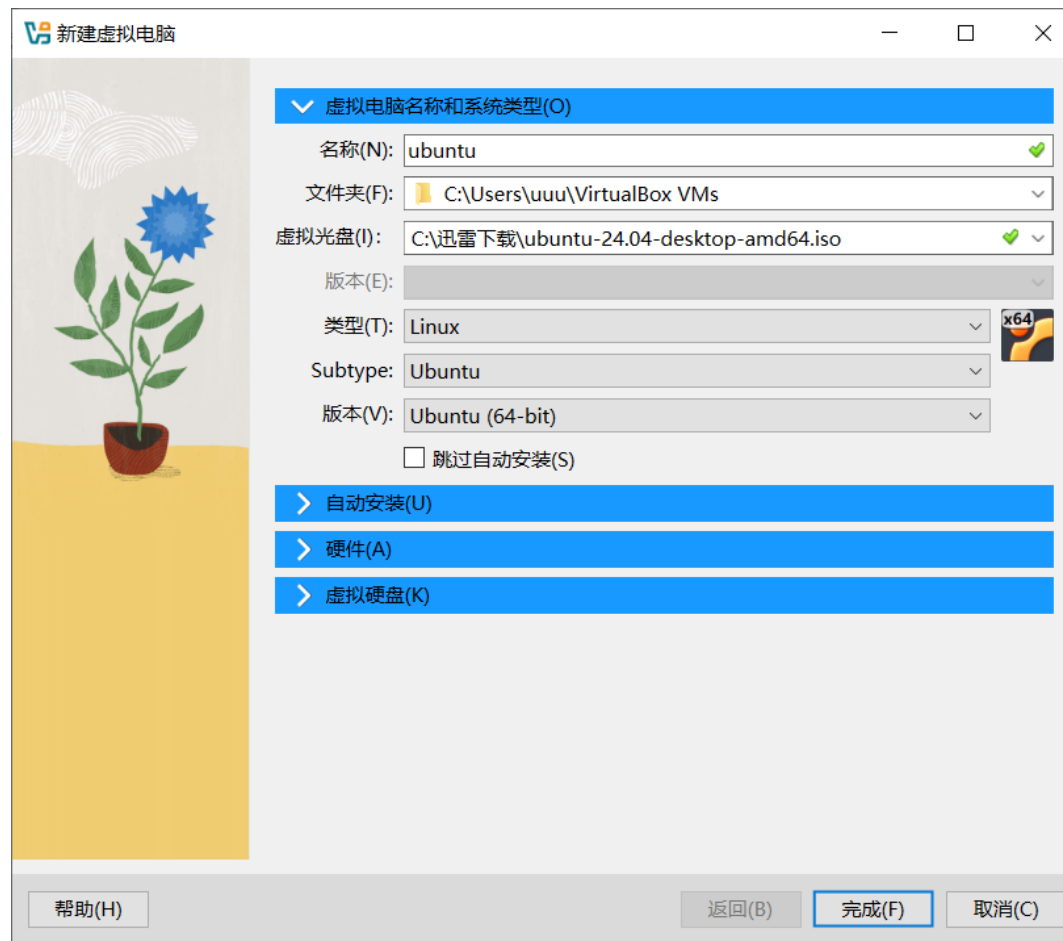 新建虚拟电脑
虚拟电脑名称和系统类型(O)
名称(N): ubuntu
文件夹(F): C:\Users\uuu\VirtualBox VMs
虚拟光盘(I): C:\迅雷下载\ubuntu-24.04-desktop-amd64.iso
版本(E):
类型(T): Linux x64
Subtype: Ubuntu
版本(V): Ubuntu (64-bit)
跳过自动安装(S)
自动安装(U)
硬件(A)
虚拟硬盘(K)
帮助(H) 返回(B) 完成(F) 取消(C)